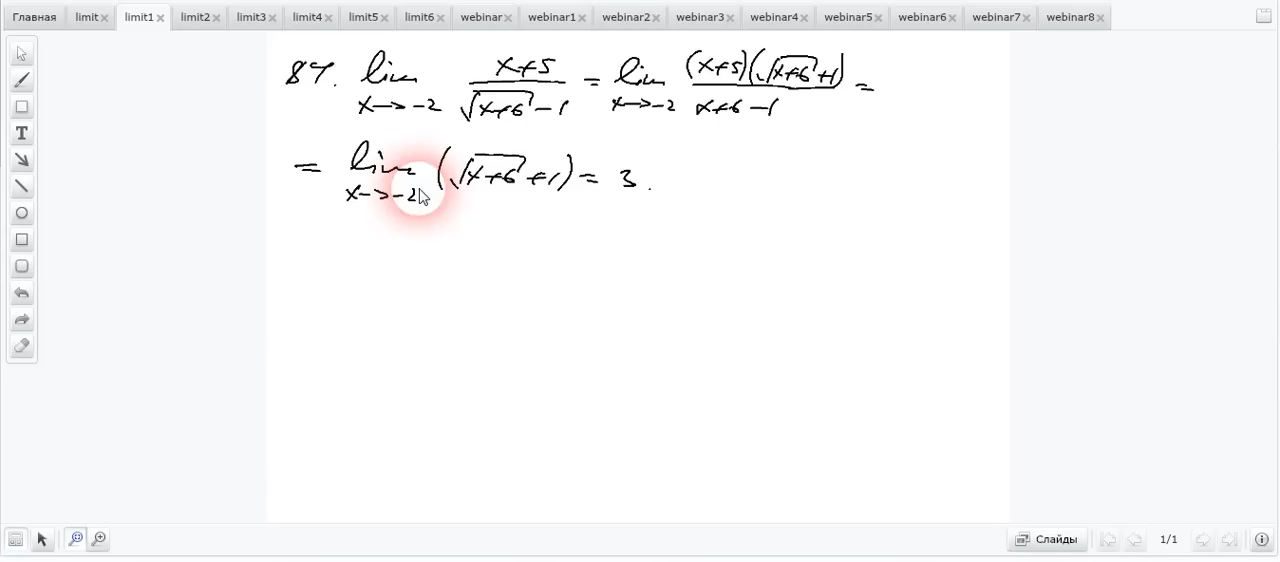 Главная limit limit1 limit2 limit3 limit4 limit5 limit6 webinar webinar1 webinar2 webinar3 webinar4 webinar5 webinar6 webinar7 webinar8
87. lim x→-2 (x+5)/(√(x+6) -1) = lim x→-2 ((x+5)(√(x+6) +1))/(x+6-1) =
= lim x→-2 (√(x+6) +1) = 3.
T
Слайды 1/1